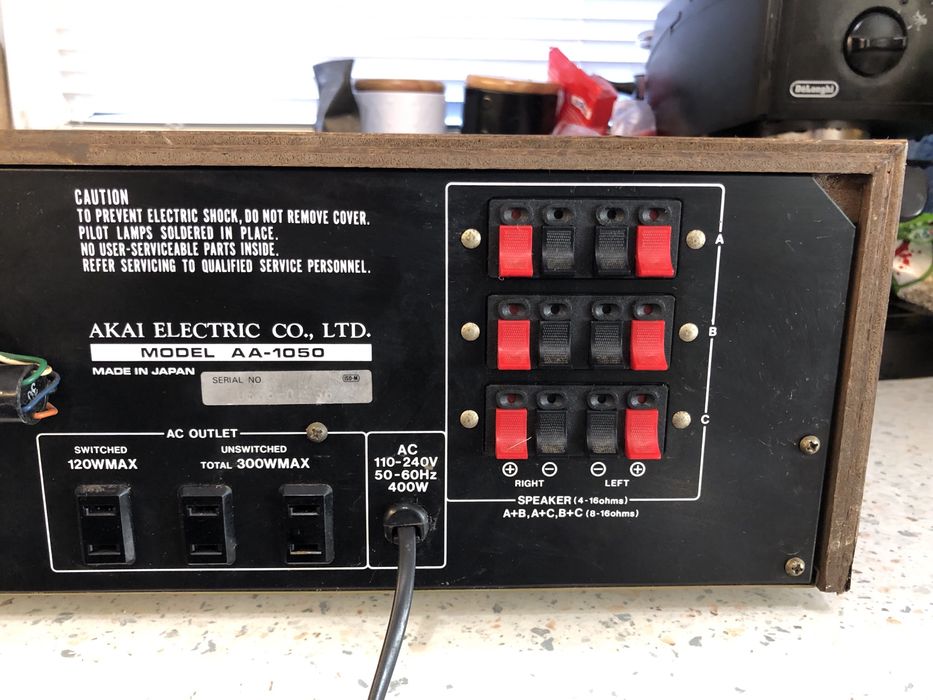 DeLonghi
CAUTION
TO PREVENT ELECTRIC SHOCK, DO NOT REMOVE COVER.
PILOT LAMPS SOLDERED IN PLACE.
NO USER-SERVICEABLE PARTS INSIDE.
REFER SERVICING TO QUALIFIED SERVICE PERSONNEL.
AKAI ELECTRIC CO., LTD.
MODEL AA-1050
MADE IN JAPAN
SERIAL NO
AC OUTLET
SWITCHED
120WMAX
UNSWITCHED
TOTAL 300WMAX
AC
110-240V
50-60Hz
400W
A
B
C
⊕ ⊖ ⊖ ⊕
RIGHT LEFT
SPEAKER (4-16ohms)
A+B, A+C, B+C (8-16ohms)